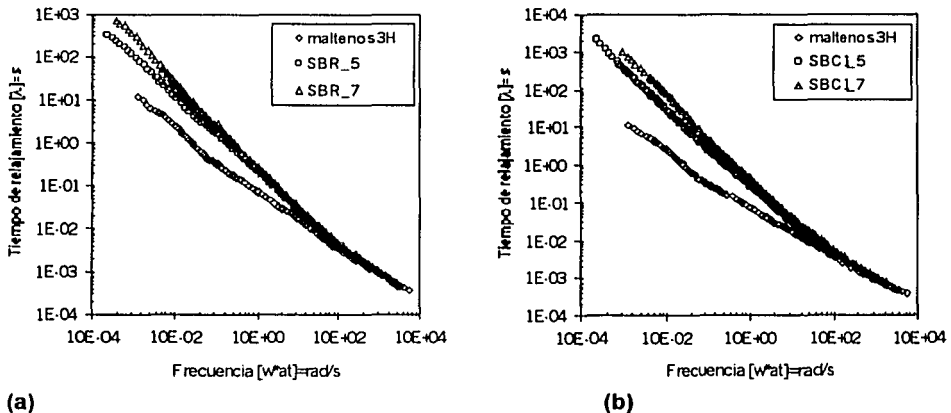 1E+03
1E+02
1E+01
1E+00
1E-01
1E-02
1E-03
1E-04
Tiempo de relajamiento [λ]=s
10E-04 10E-02 10E+00 10E+02 10E+04
Frecuencia [w*at]=rad/s
maltenos3H
SBR_5
SBR_7
(a)
1E+04
1E+03
1E+02
1E+01
1E+00
1E-01
1E-02
1E-03
1E-04
Tiempo de relajamiento [λ]=s
10E-04 10E-02 10E+00 10E+02 10E+04
Frecuencia [w*at]=rad/s
maltenos3H
SBC1_5
SBC1_7
(b)